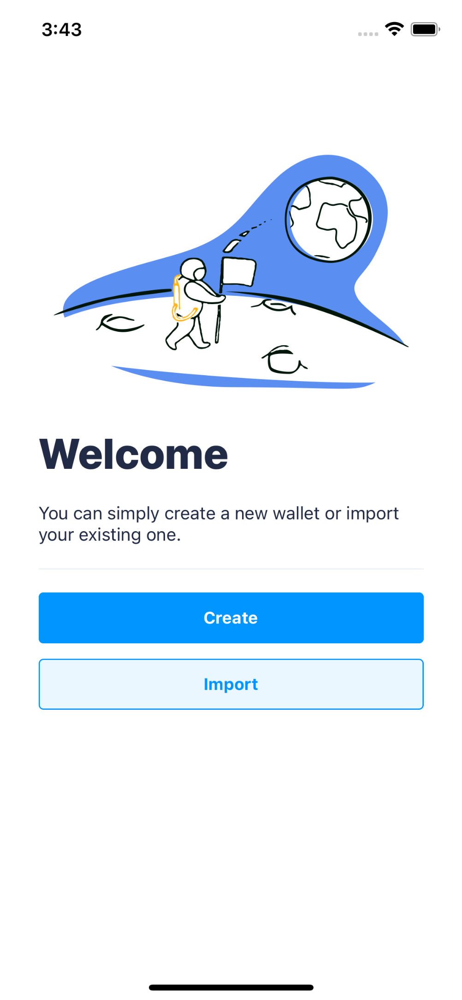 3:43
Welcome
You can simply create a new wallet or import
your existing one.
Create
Import